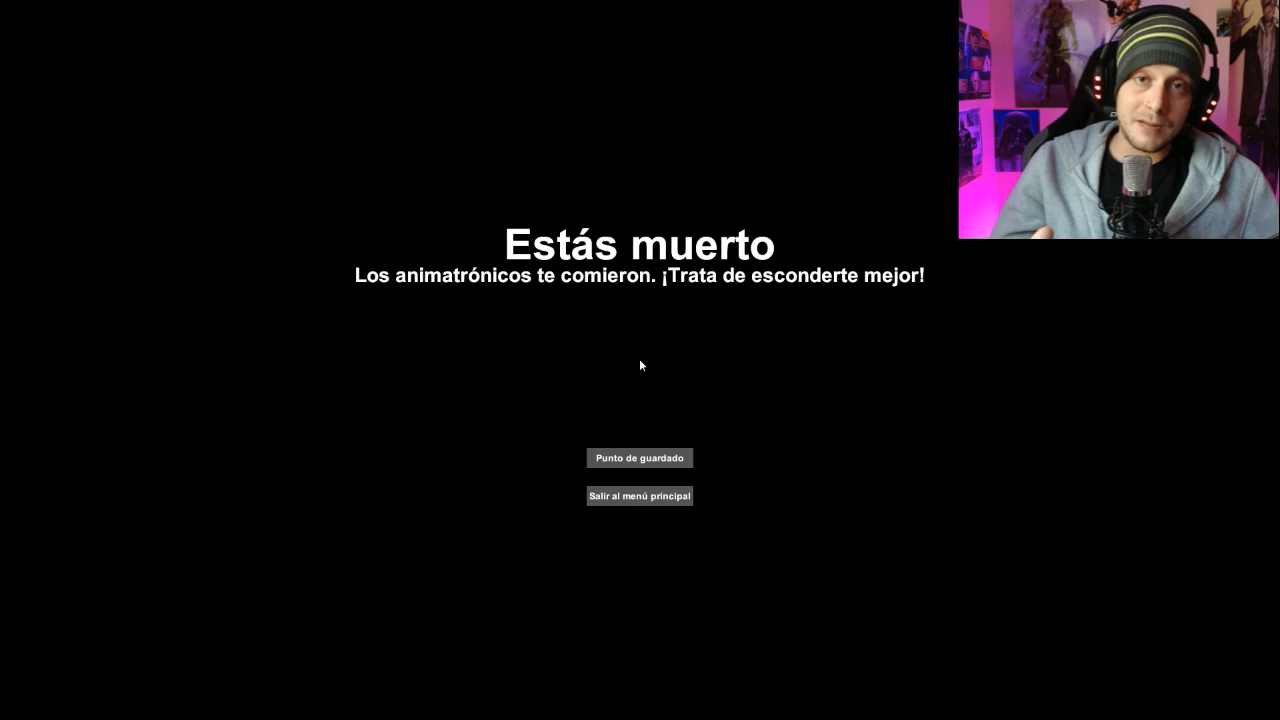 Estás muerto
Los animatrónicos te comieron. ¡Trata de esconderte mejor!
Punto de guardado
Salir al menú principal